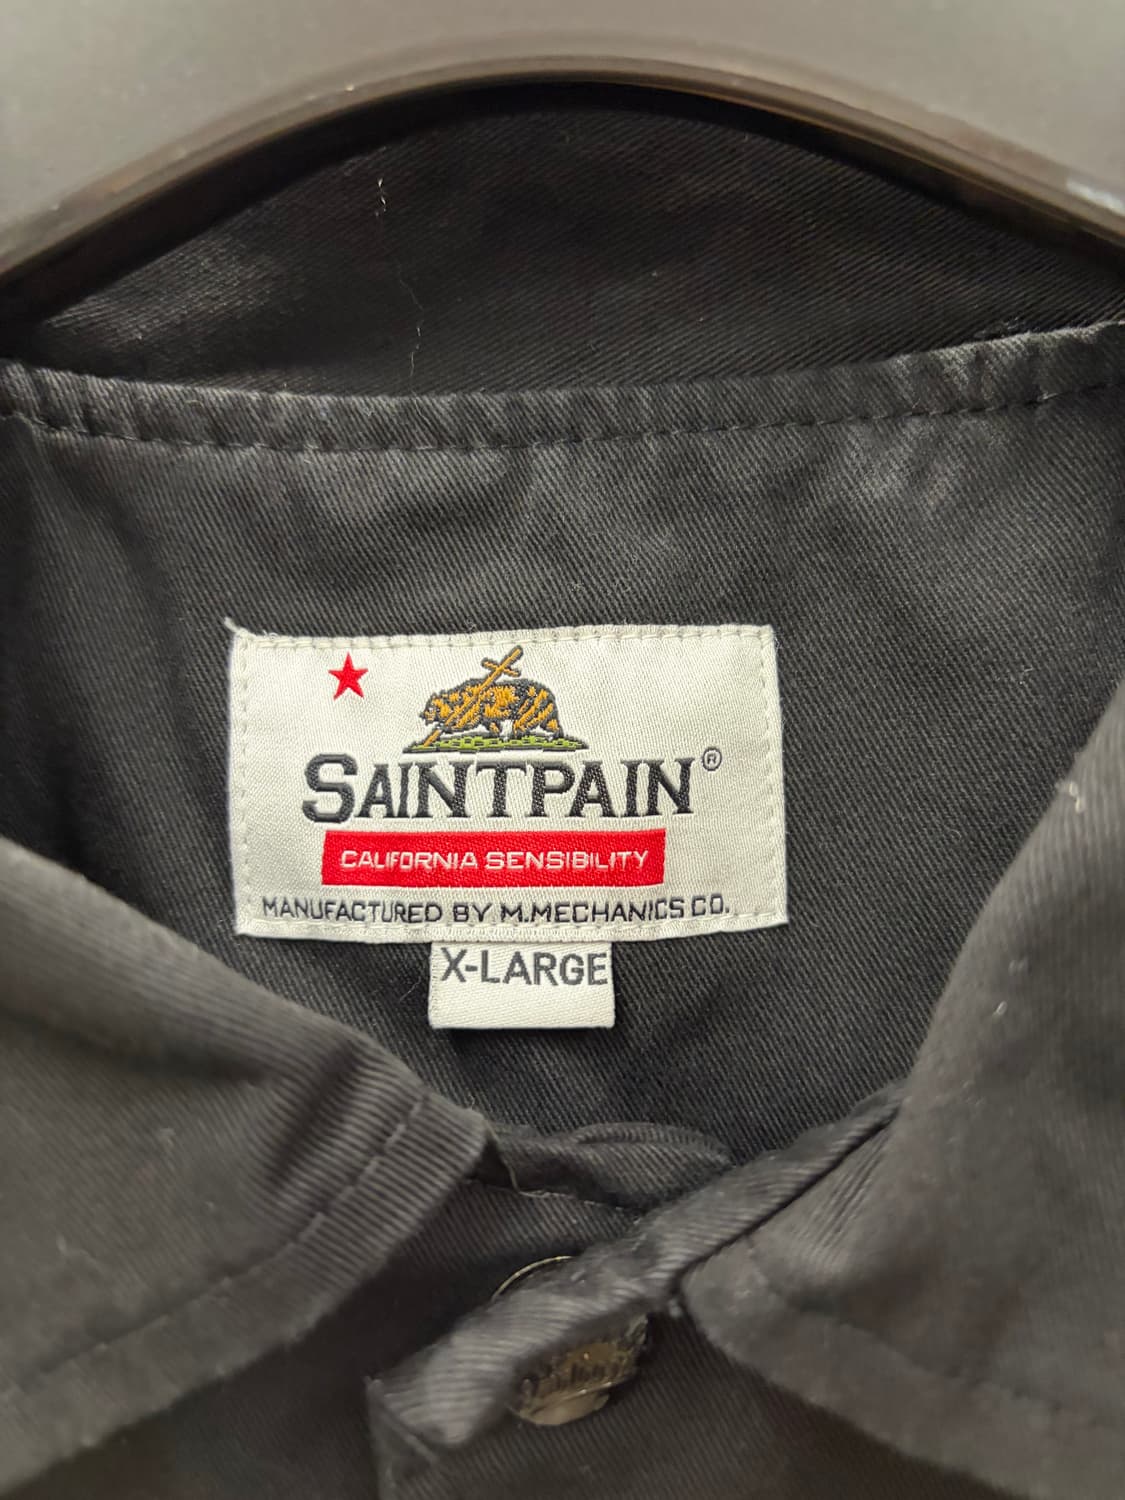 SAINTPAIN®
CALIFORNIA SENSIBILITY
MANUFACTURED BY M.MECHANICS CO.
X-LARGE